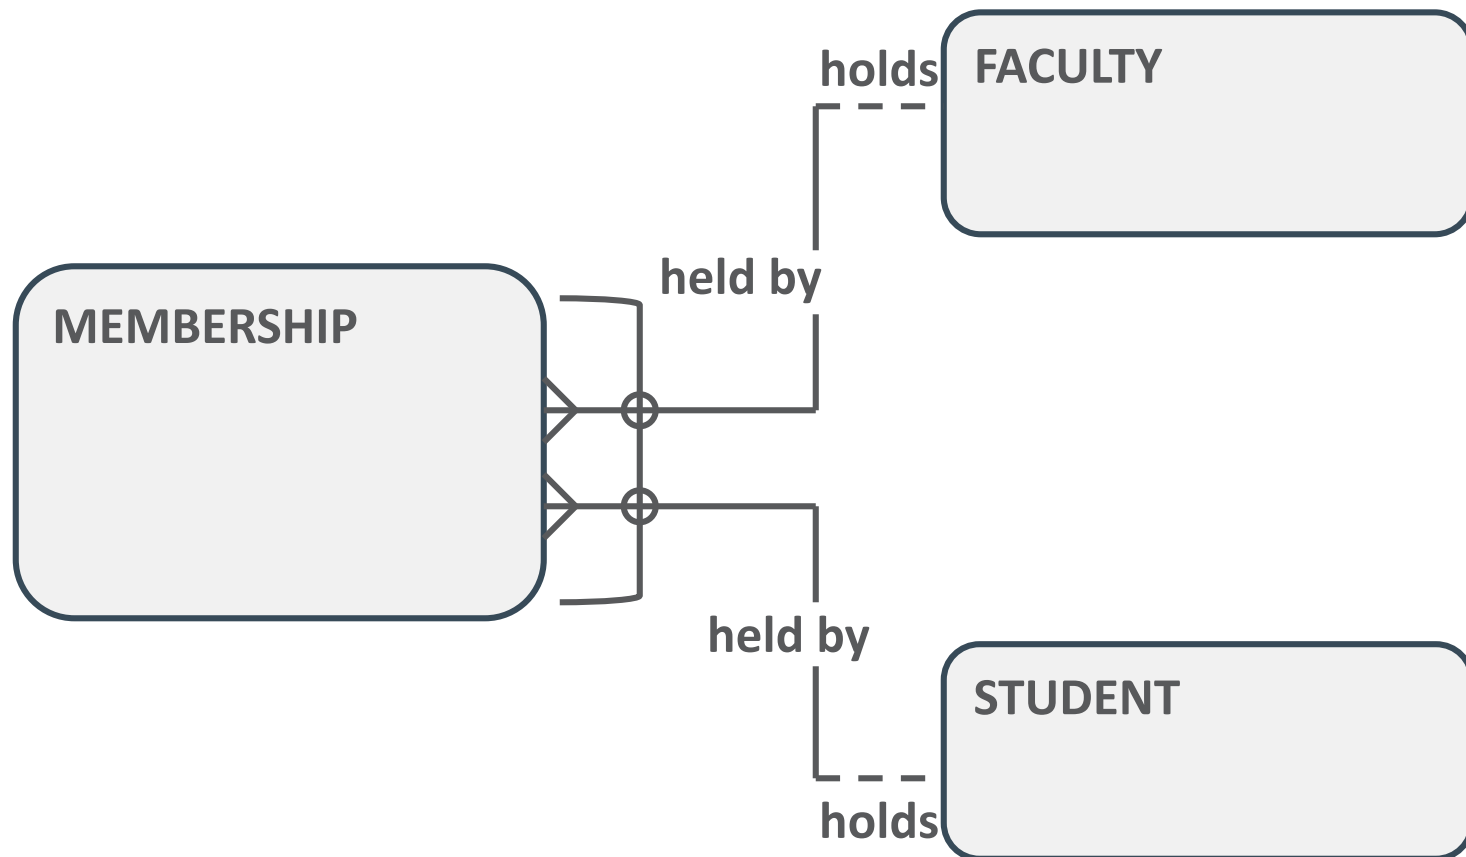 holds
FACULTY
held by
MEMBERSHIP
held by
STUDENT
holds